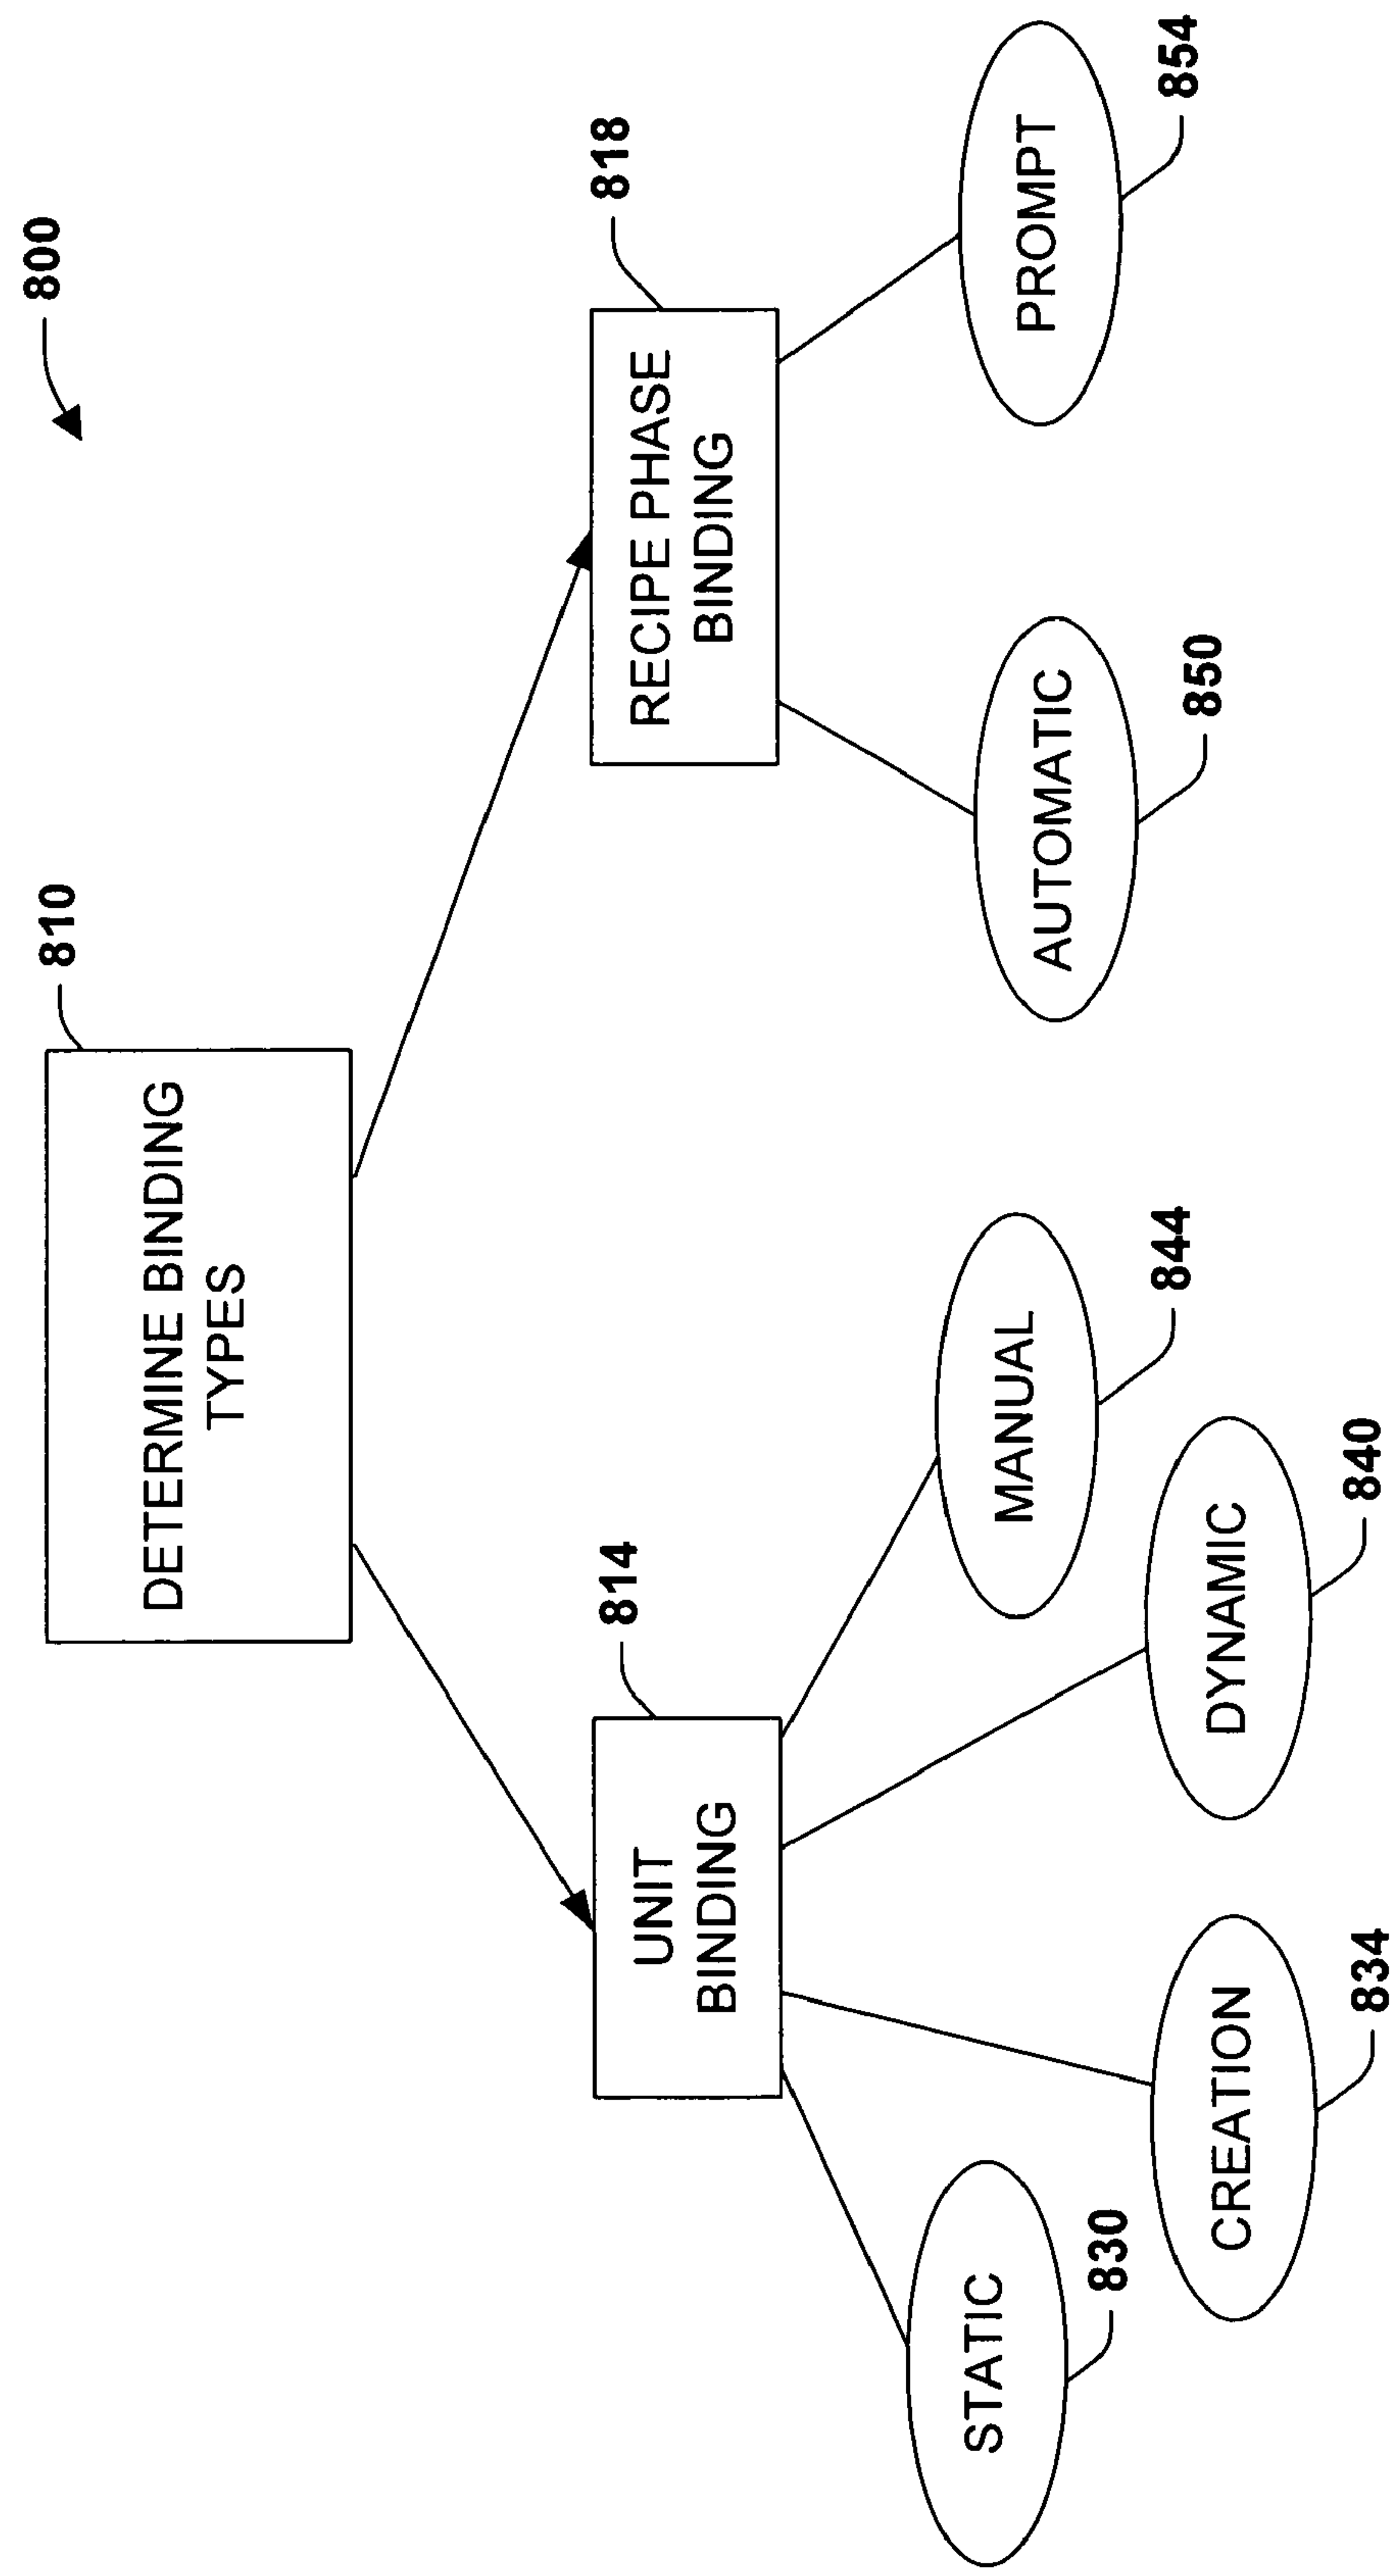 800
810
DETERMINE BINDING
TYPES
814
UNIT
BINDING
818
RECIPE PHASE
BINDING
STATIC
830
CREATION
834
DYNAMIC
840
MANUAL
844
AUTOMATIC
850
PROMPT
854